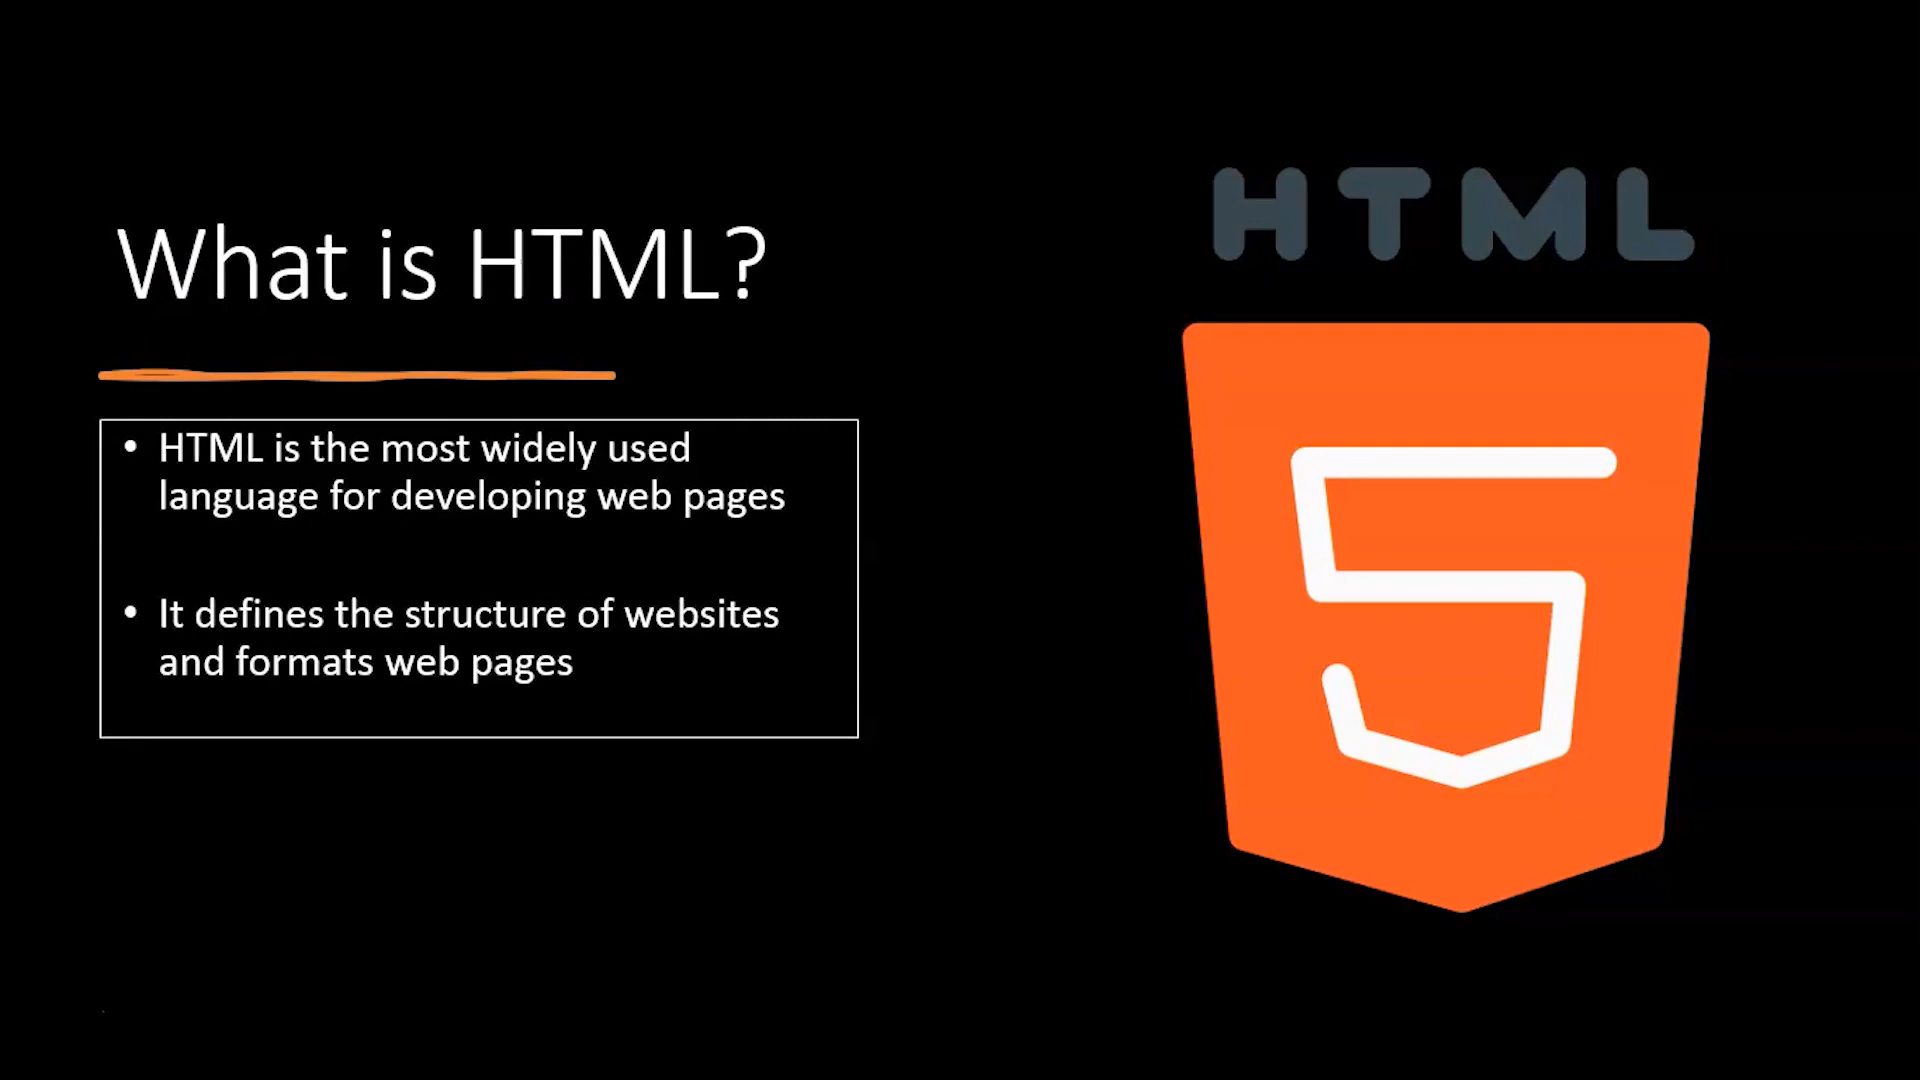 What is HTML?
• HTML is the most widely used
language for developing web pages
• It defines the structure of websites
and formats web pages
HTML
5